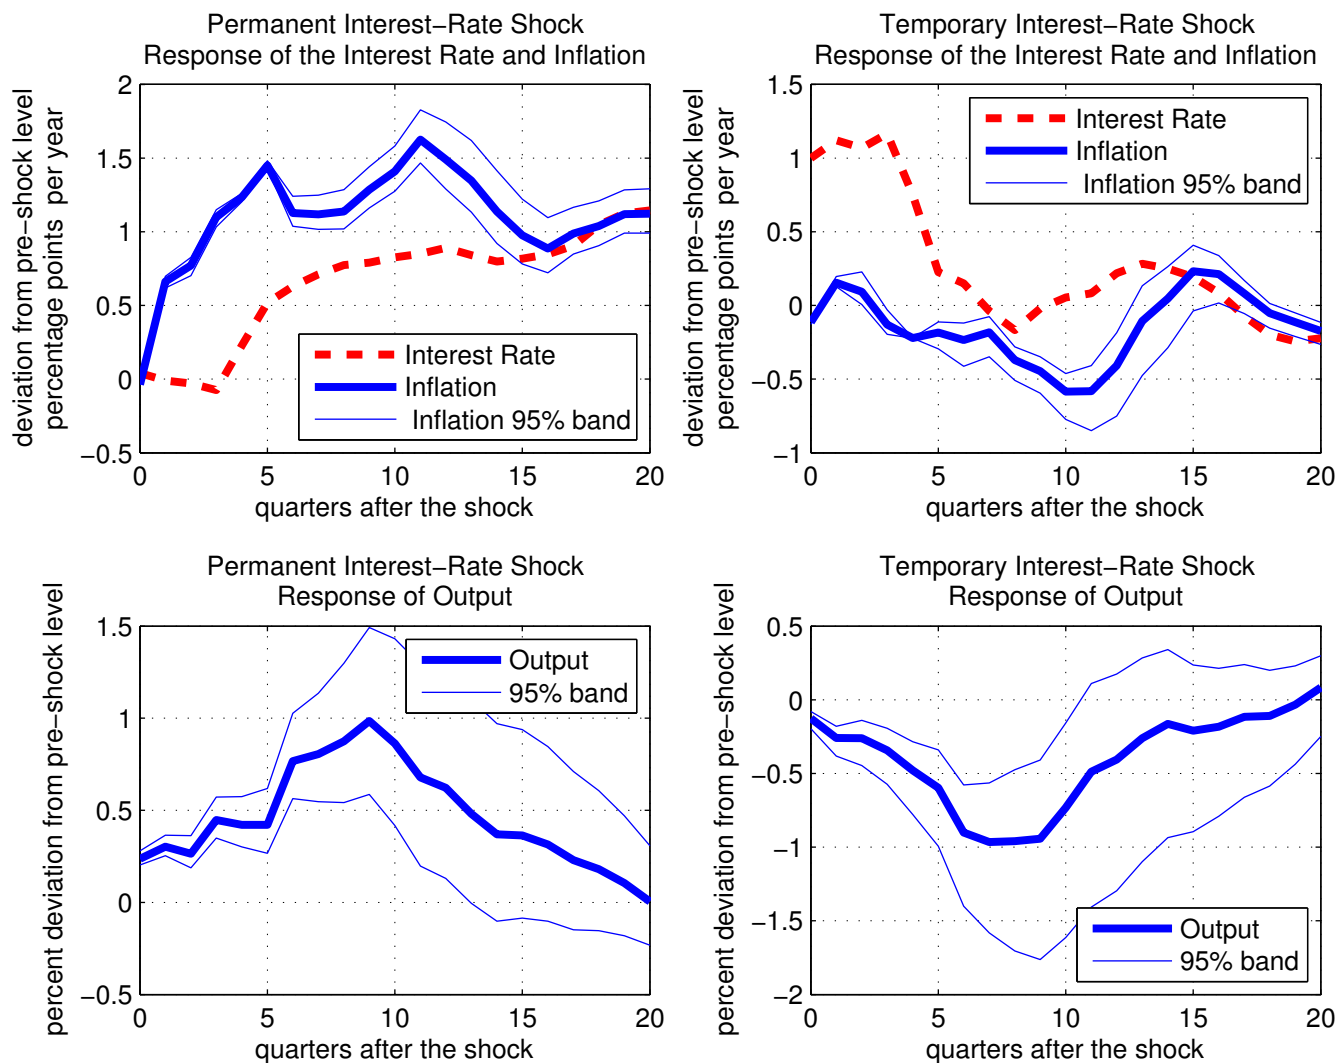 Permanent Interest−Rate Shock
Response of the Interest Rate and Inflation
deviation from pre−shock level
percentage points per year
2
1.5
1
0.5
0
−0.5
Interest Rate
Inflation
Inflation 95% band
0 5 10 15 20
quarters after the shock
Temporary Interest−Rate Shock
Response of the Interest Rate and Inflation
deviation from pre−shock level
percentage points per year
1.5
1
0.5
0
−0.5
−1
Interest Rate
Inflation
Inflation 95% band
0 5 10 15 20
quarters after the shock
Permanent Interest−Rate Shock
Response of Output
percent deviation from pre−shock level
1.5
1
0.5
0
−0.5
Output
95% band
0 5 10 15 20
quarters after the shock
Temporary Interest−Rate Shock
Response of Output
percent deviation from pre−shock level
0.5
0
−0.5
−1
−1.5
−2
Output
95% band
0 5 10 15 20
quarters after the shock